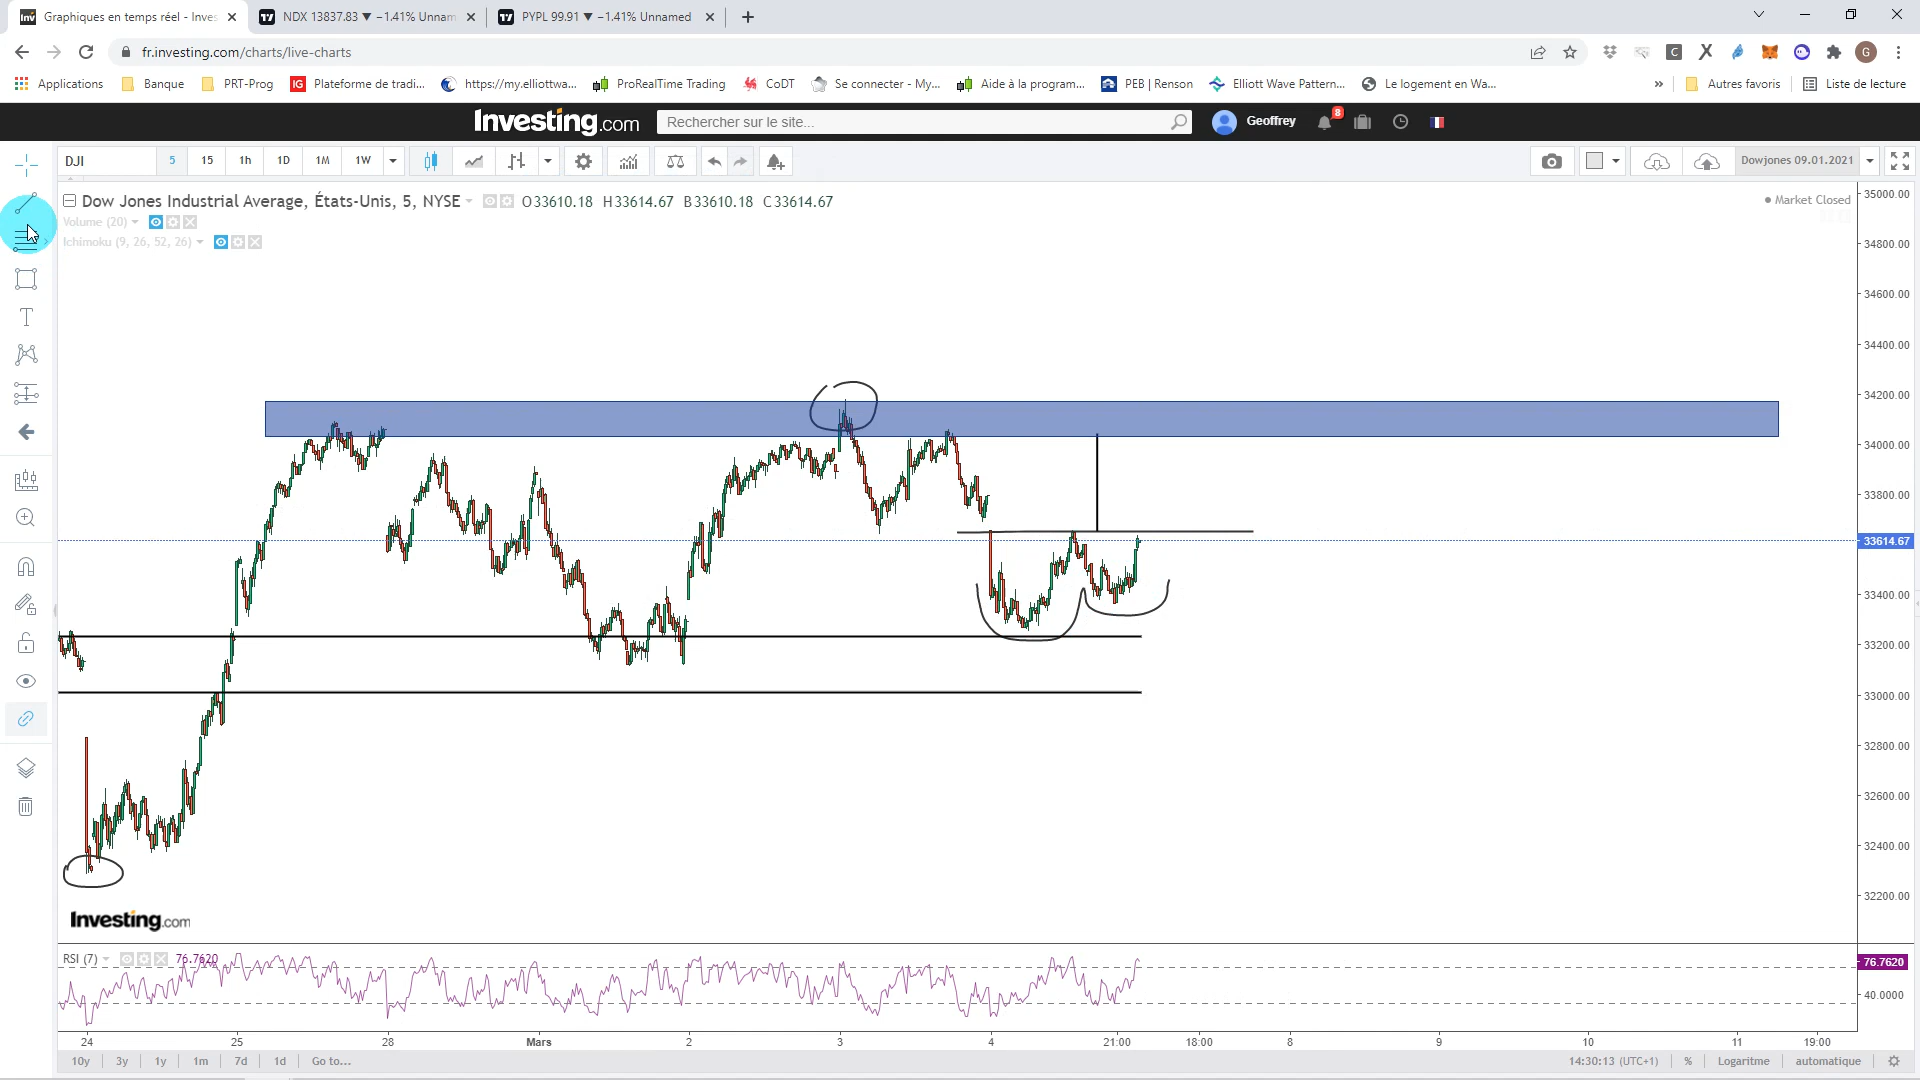 Graphiques en temps réel - Inves
NDX 13837.83 ▼ −1.41% Unnam
PYPL 99.91 ▼ −1.41% Unnamed
fr.investing.com/charts/live-charts
Applications
Banque
PRT-Prog
IG
Plateforme de tradi...
https://my.elliottwa...
ProRealTime Trading
CoDT
Se connecter - My...
Aide à la program...
PEB | Renson
Elliott Wave Pattern...
Le logement en Wa...
»
Autres favoris
Liste de lecture
Investing.com
Rechercher sur le site...
Geoffrey
8
DJI
5
15
1h
1D
1M
1W
Dowjones 09.01.2021
Dow Jones Industrial Average, États-Unis, 5, NYSE
O33610.18 H33614.67 B33610.18 C33614.67
Market Closed
Volume (20)
Ichimoku (9, 26, 52, 26)
35000.00
34800.00
34600.00
34400.00
34200.00
34000.00
33800.00
33614.67
33400.00
33200.00
33000.00
32800.00
32600.00
32400.00
32200.00
Investing.com
RSI (7)
76.7620
76.7620
40.0000
24
25
28
Mars
2
3
4
21:00
18:00
8
9
10
11
19:00
10y
3y
1y
1m
7d
1d
Go to...
14:30:13 (UTC+1)
%
Logaritme
automatique